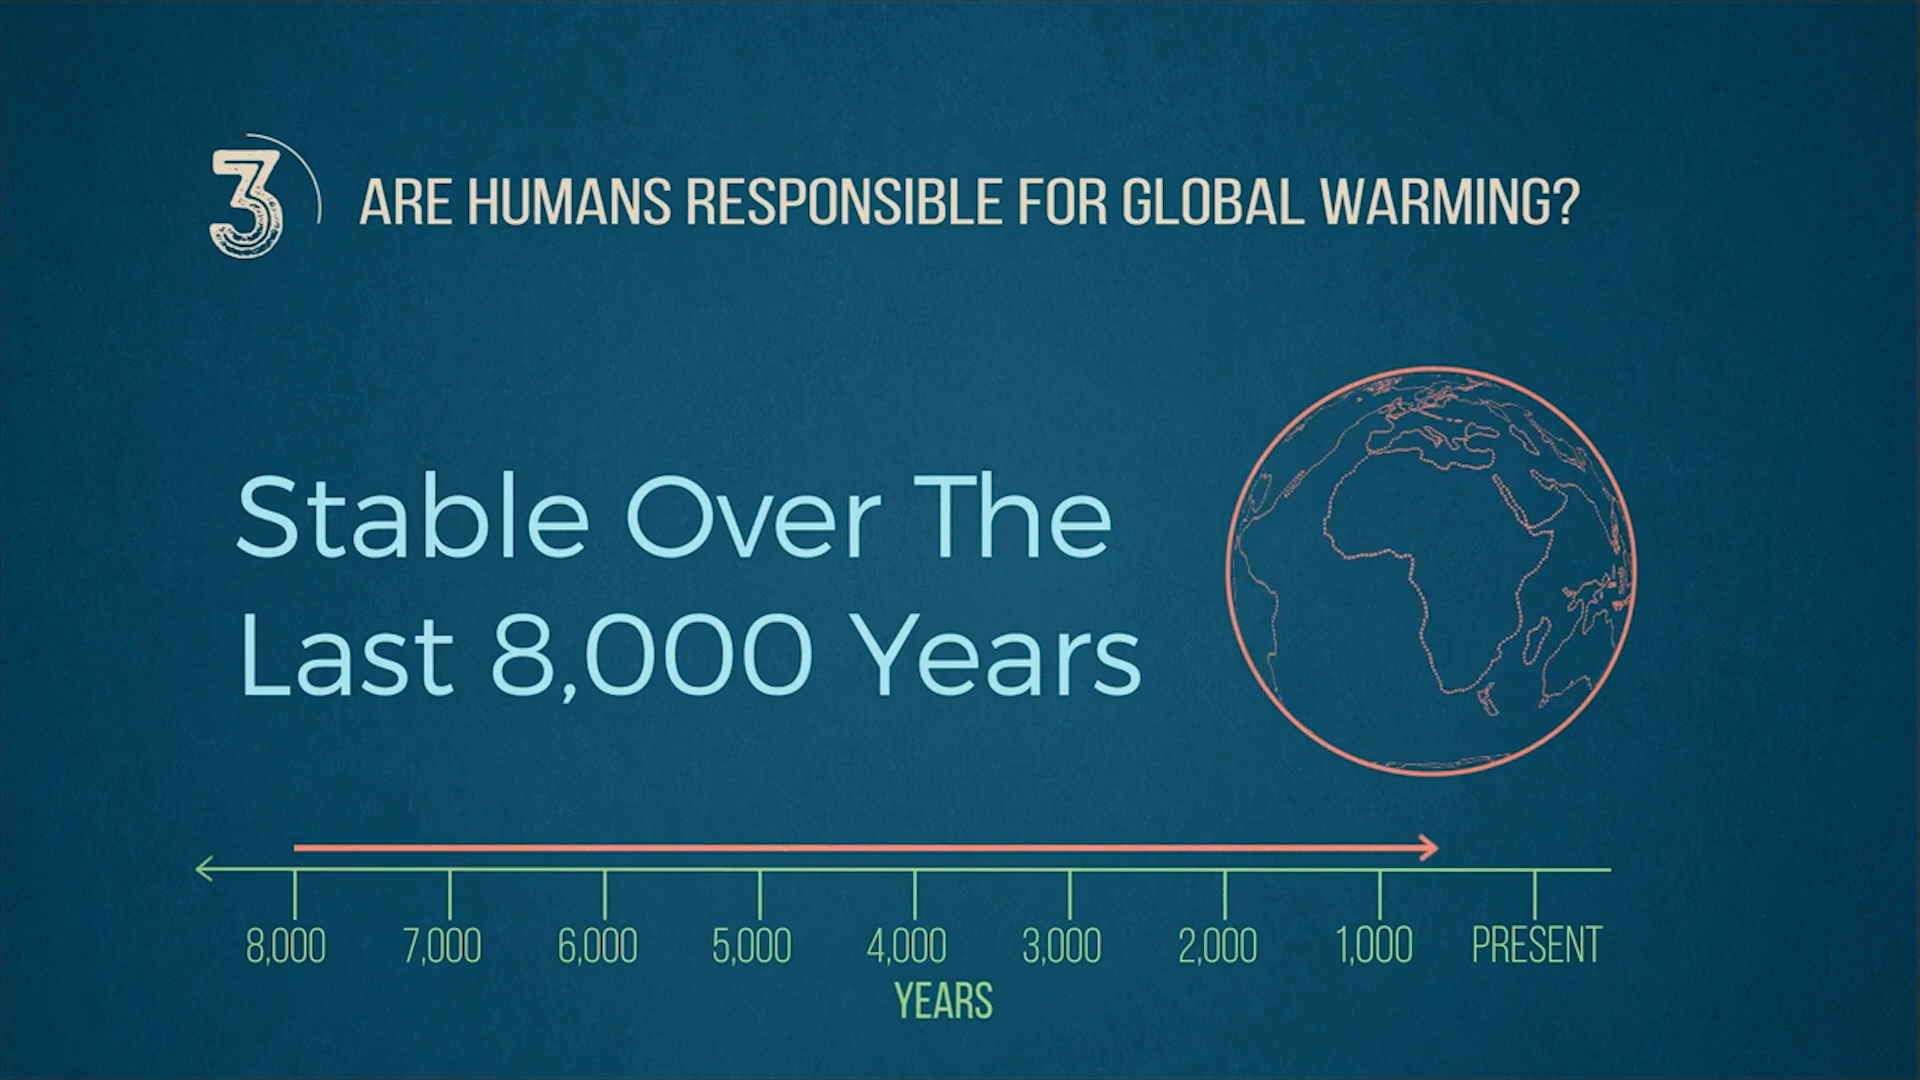 3 ARE HUMANS RESPONSIBLE FOR GLOBAL WARMING?
Stable Over The
Last 8,000 Years
8,000 7,000 6,000 5,000 4,000 3,000 2,000 1,000 PRESENT
YEARS